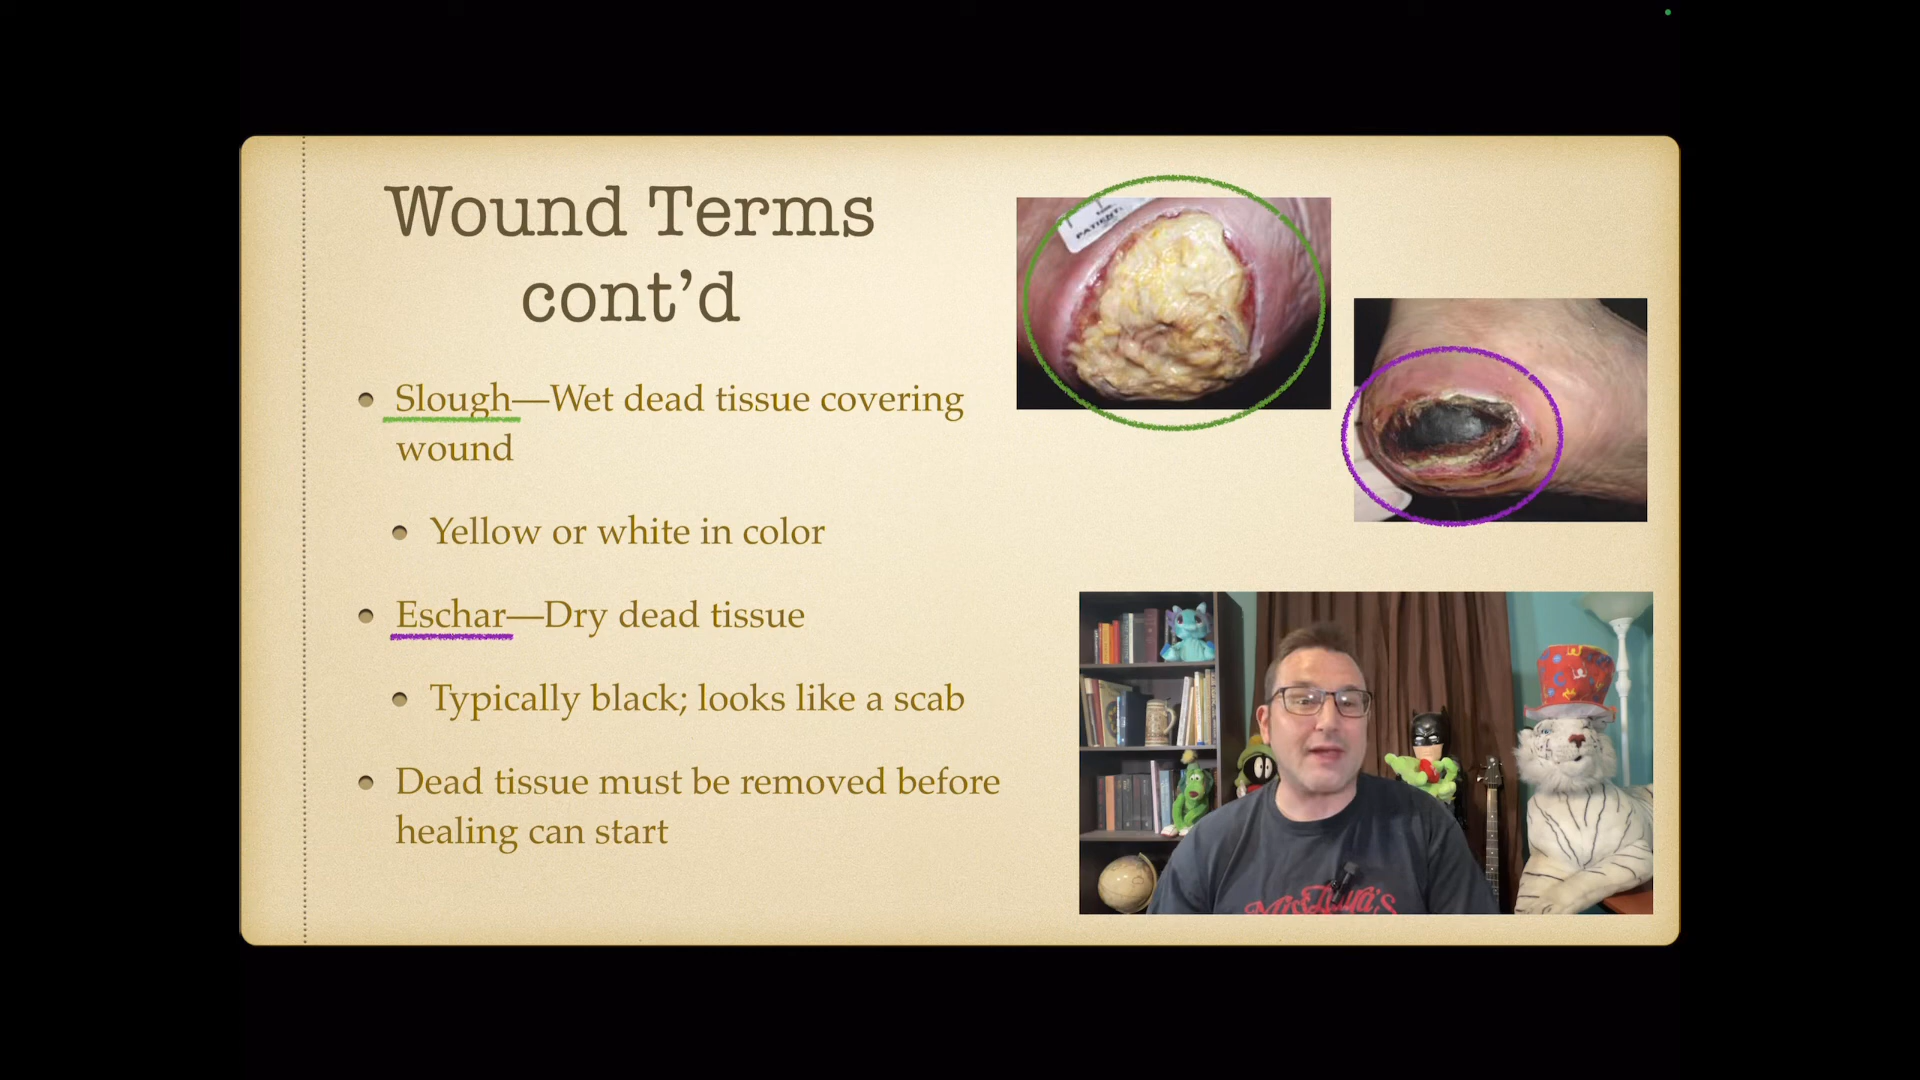 Wound Terms
cont’d
Slough—Wet dead tissue covering
wound
Yellow or white in color
Eschar—Dry dead tissue
Typically black; looks like a scab
Dead tissue must be removed before
healing can start
PATIENT: